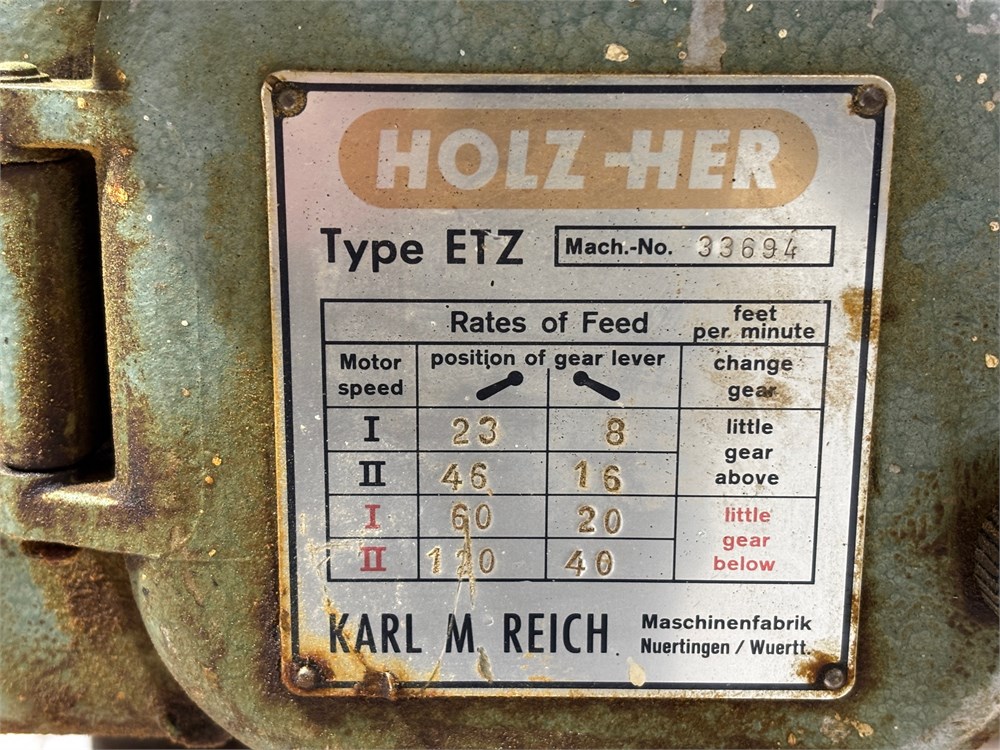 HOLZ-HER
Type ETZ Mach.-No. 33694
Rates of Feed feet per minute
Motor speed position of gear lever change gear
I 23 8 little gear above
II 46 16
I 60 20 little gear below
II 120 40
KARL M. REICH Maschinenfabrik
Nuertingen / Wuertt.